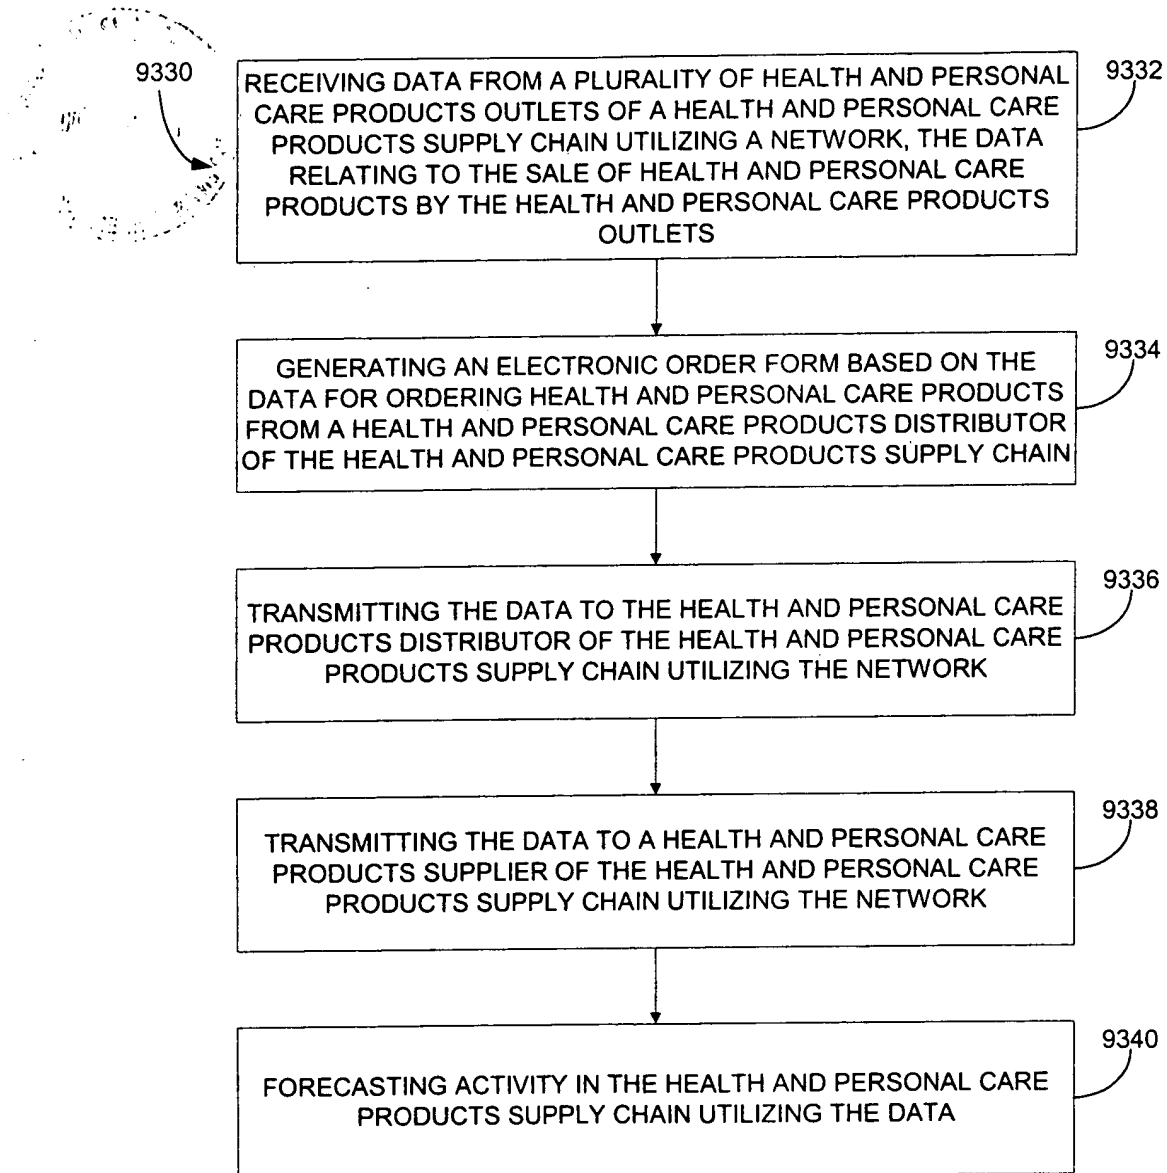 9330
9332
RECEIVING DATA FROM A PLURALITY OF HEALTH AND PERSONAL
CARE PRODUCTS OUTLETS OF A HEALTH AND PERSONAL CARE
PRODUCTS SUPPLY CHAIN UTILIZING A NETWORK, THE DATA
RELATING TO THE SALE OF HEALTH AND PERSONAL CARE
PRODUCTS BY THE HEALTH AND PERSONAL CARE PRODUCTS
OUTLETS
9334
GENERATING AN ELECTRONIC ORDER FORM BASED ON THE
DATA FOR ORDERING HEALTH AND PERSONAL CARE PRODUCTS
FROM A HEALTH AND PERSONAL CARE PRODUCTS DISTRIBUTOR
OF THE HEALTH AND PERSONAL CARE PRODUCTS SUPPLY CHAIN
9336
TRANSMITTING THE DATA TO THE HEALTH AND PERSONAL CARE
PRODUCTS DISTRIBUTOR OF THE HEALTH AND PERSONAL CARE
PRODUCTS SUPPLY CHAIN UTILIZING THE NETWORK
9338
TRANSMITTING THE DATA TO A HEALTH AND PERSONAL CARE
PRODUCTS SUPPLIER OF THE HEALTH AND PERSONAL CARE
PRODUCTS SUPPLY CHAIN UTILIZING THE NETWORK
9340
FORECASTING ACTIVITY IN THE HEALTH AND PERSONAL CARE
PRODUCTS SUPPLY CHAIN UTILIZING THE DATA